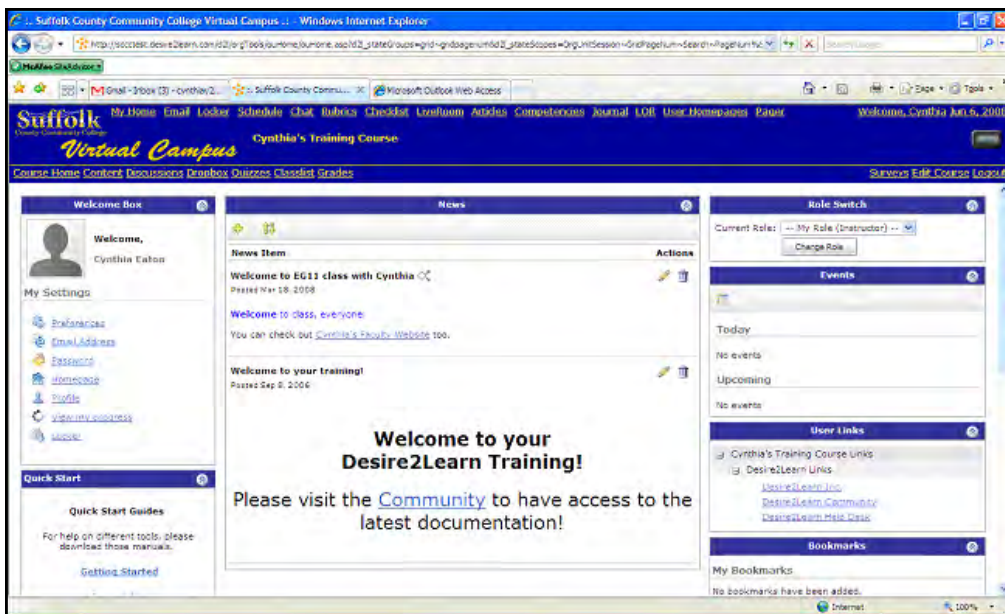 :: Suffolk County Community College Virtual Campus :: - Windows Internet Explorer
McAfee SiteAdvisor
Gmail - Inbox (3) - cynthiay2...
:: Suffolk County Commu...
Microsoft Outlook Web Access
Page
Tools
Suffolk
County Community College
Virtual Campus
My Home Email Locker Schedule Chat Rubrics Checklist LiveRoom Articles Competencies Journal LOR User Homepages Pager
Welcome, Cynthia Jun 6, 200
Cynthia's Training Course
Course Home Content Discussions Dropbox Quizzes Classlist Grades
Surveys Edit Course Logout
Welcome Box
Welcome,
Cynthia Eaton
My Settings
Preferences
Email Address
Password
Homepage
Profile
View my progress
Locker
Quick Start
Quick Start Guides
For help on different tools, please
download those manuals.
Getting Started
News
News Item
Actions
Welcome to EG11 class with Cynthia
Posted Mar 18, 2008
Welcome to class, everyone
You can check out Cynthia's Faculty Website too.
Welcome to your training!
Posted Sep 8, 2006
Welcome to your
Desire2Learn Training!
Please visit the Community to have access to the
latest documentation!
Role Switch
Current Role: -- My Role (Instructor) --
Change Role
Events
Today
No events
Upcoming
No events
User Links
Cynthia's Training Course Links
Desire2Learn Links
Desire2Learn Inc.
Desire2Learn Community
Desire2Learn Help Desk
Bookmarks
My Bookmarks
No bookmarks have been added.
Internet
100%